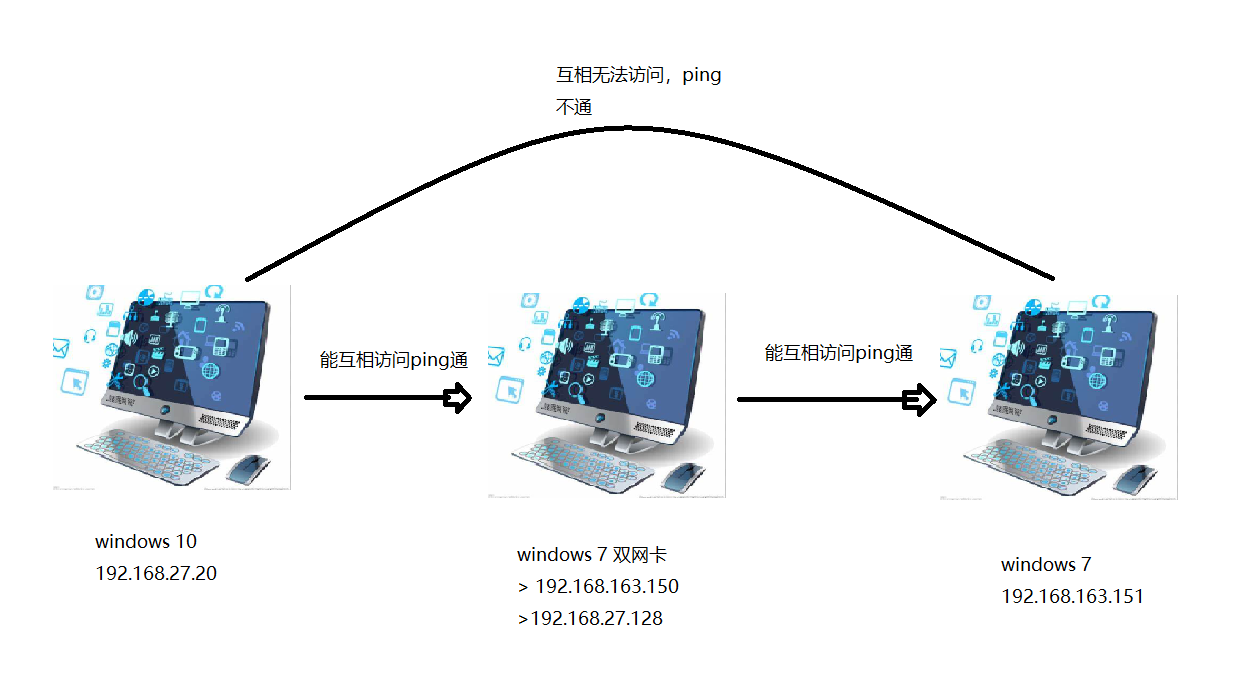 互相无法访问，ping
不通
能互相访问ping通
能互相访问ping通
windows 10
192.168.27.20
windows 7 双网卡
> 192.168.163.150
>192.168.27.128
windows 7
192.168.163.151